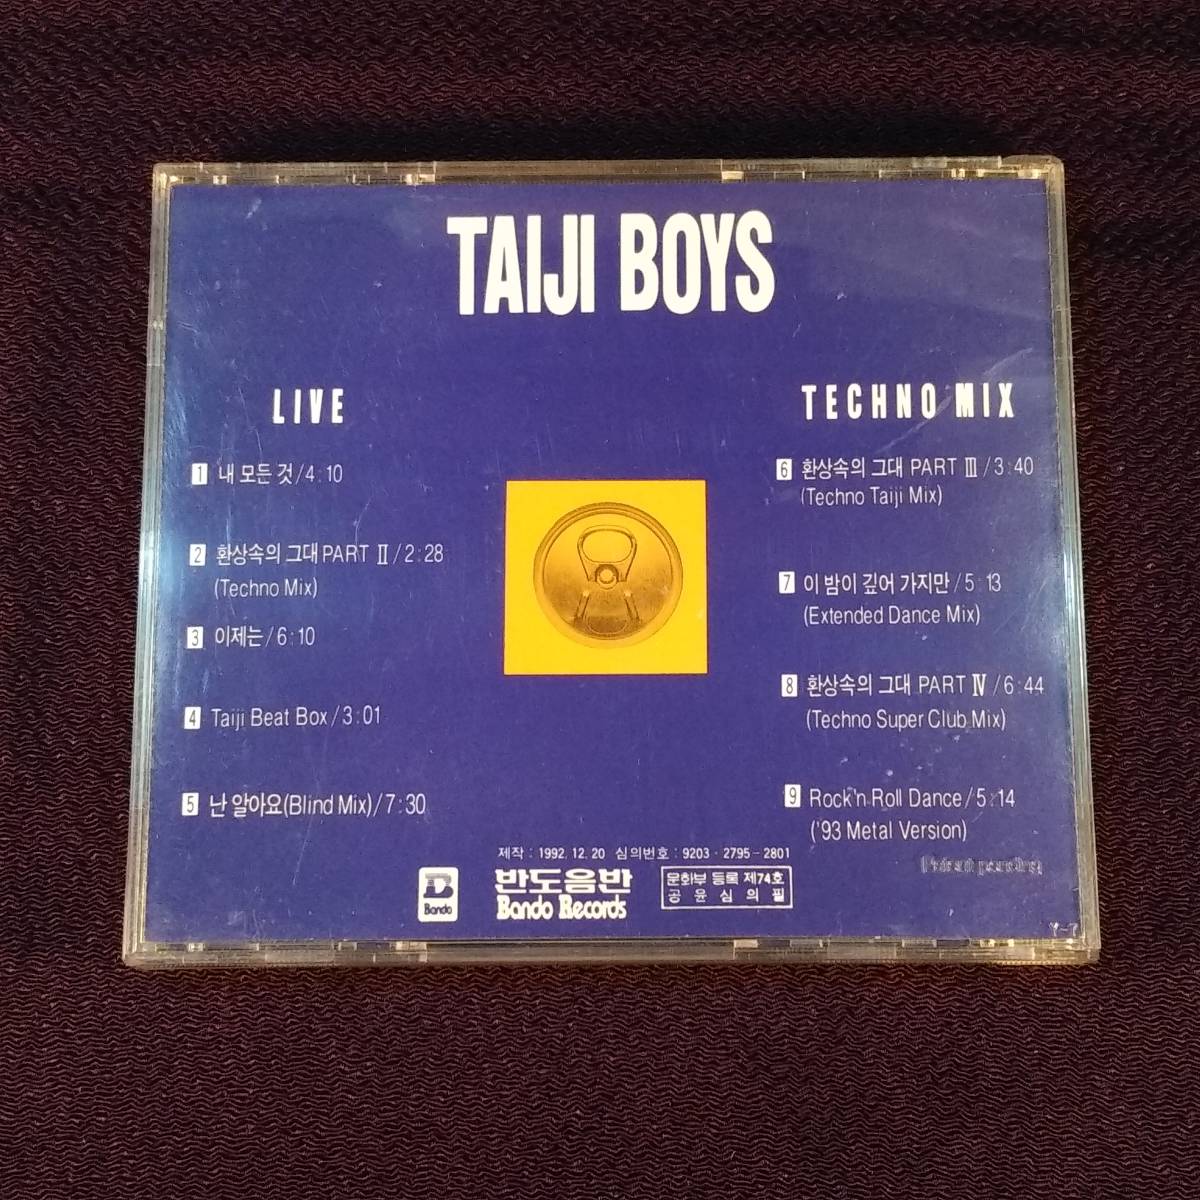 TAIJI BOYS
LIVE
1 내 모든 것/4:10
2 환상속의 그대 PART Ⅱ/2:28
(Techno Mix)
3 이제는/6:10
4 Taiji Beat Box/3:01
5 난 알아요(Blind Mix)/7:30
TECHNO MIX
6 환상속의 그대 PART Ⅲ/3:40
(Techno Taiji Mix)
7 이 밤이 깊어 가지만/5:13
(Extended Dance Mix)
8 환상속의 그대 PART Ⅳ/6:44
(Techno Super Club Mix)
9 Rock'n Roll Dance/5:14
('93 Metal Version)
제작 : 1992. 12. 20 심의번호 : 9203 · 2795 - 2801
Bando
반도음반
Bando Records
문화부 등록 제74호
공 윤 심 의 필
Y-7